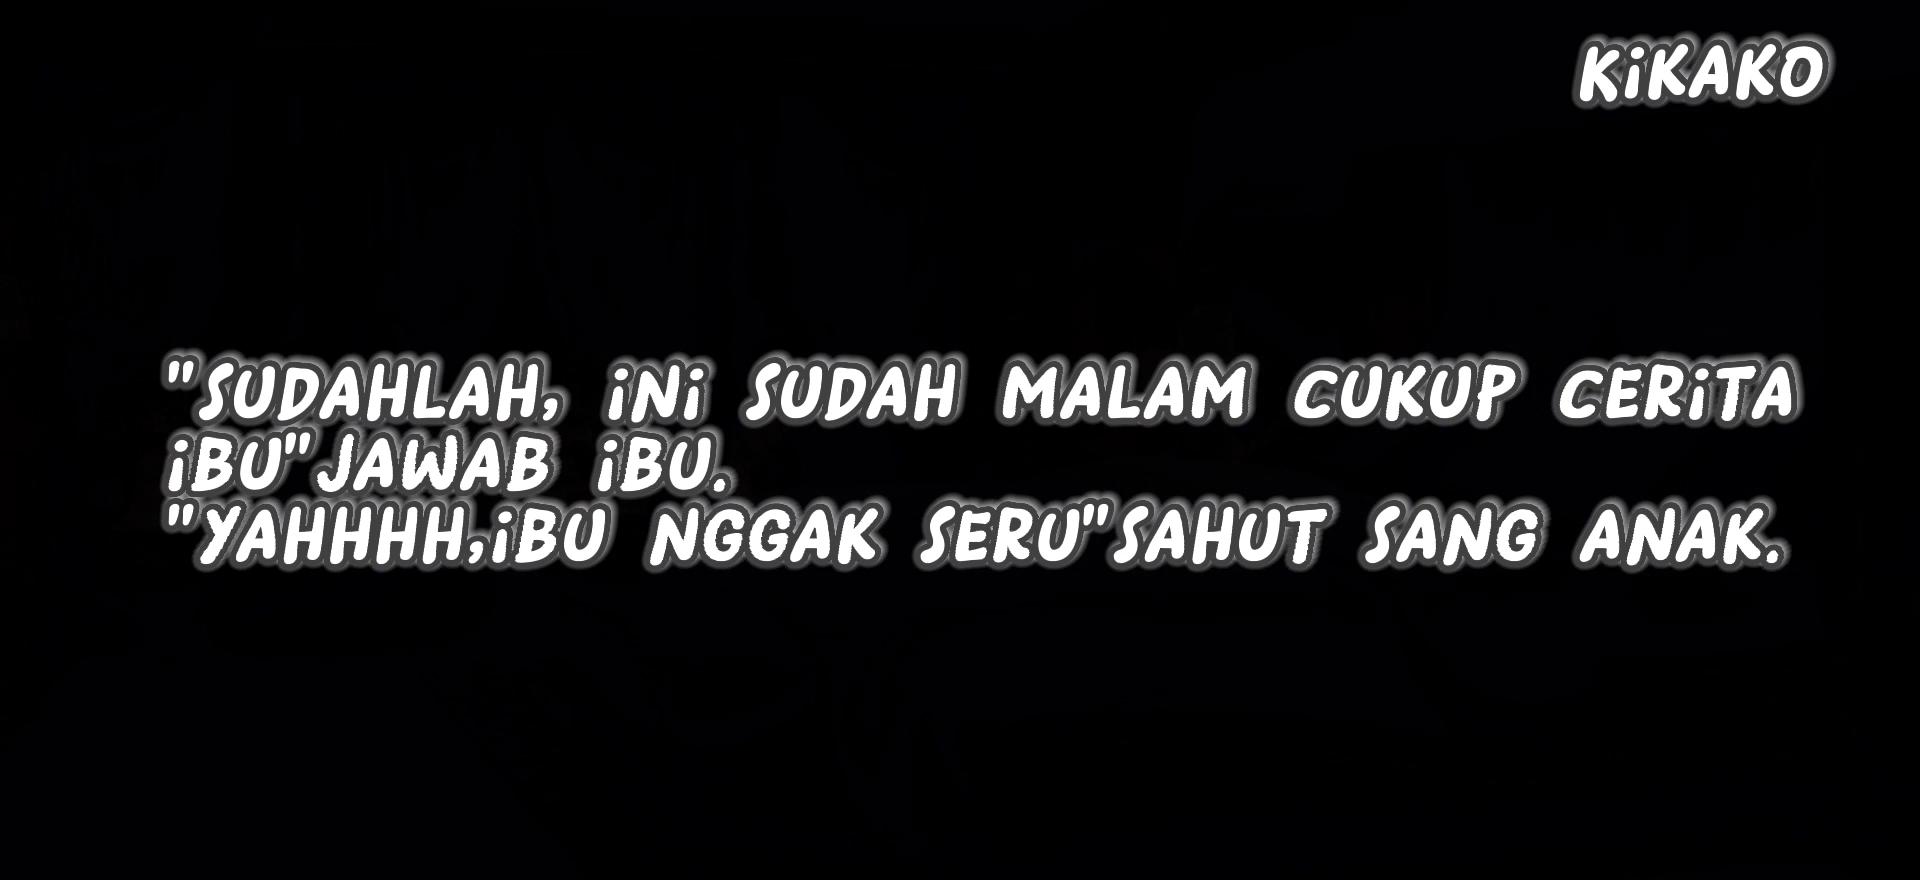 KiKAKO
"SUDAHLAH, iNi SUDAH MALAM CUKUP CERiTA
iBU"JAWAB iBU.
"YAHHHH,iBU NGGAK SERU"SAHUT SANG ANAK.